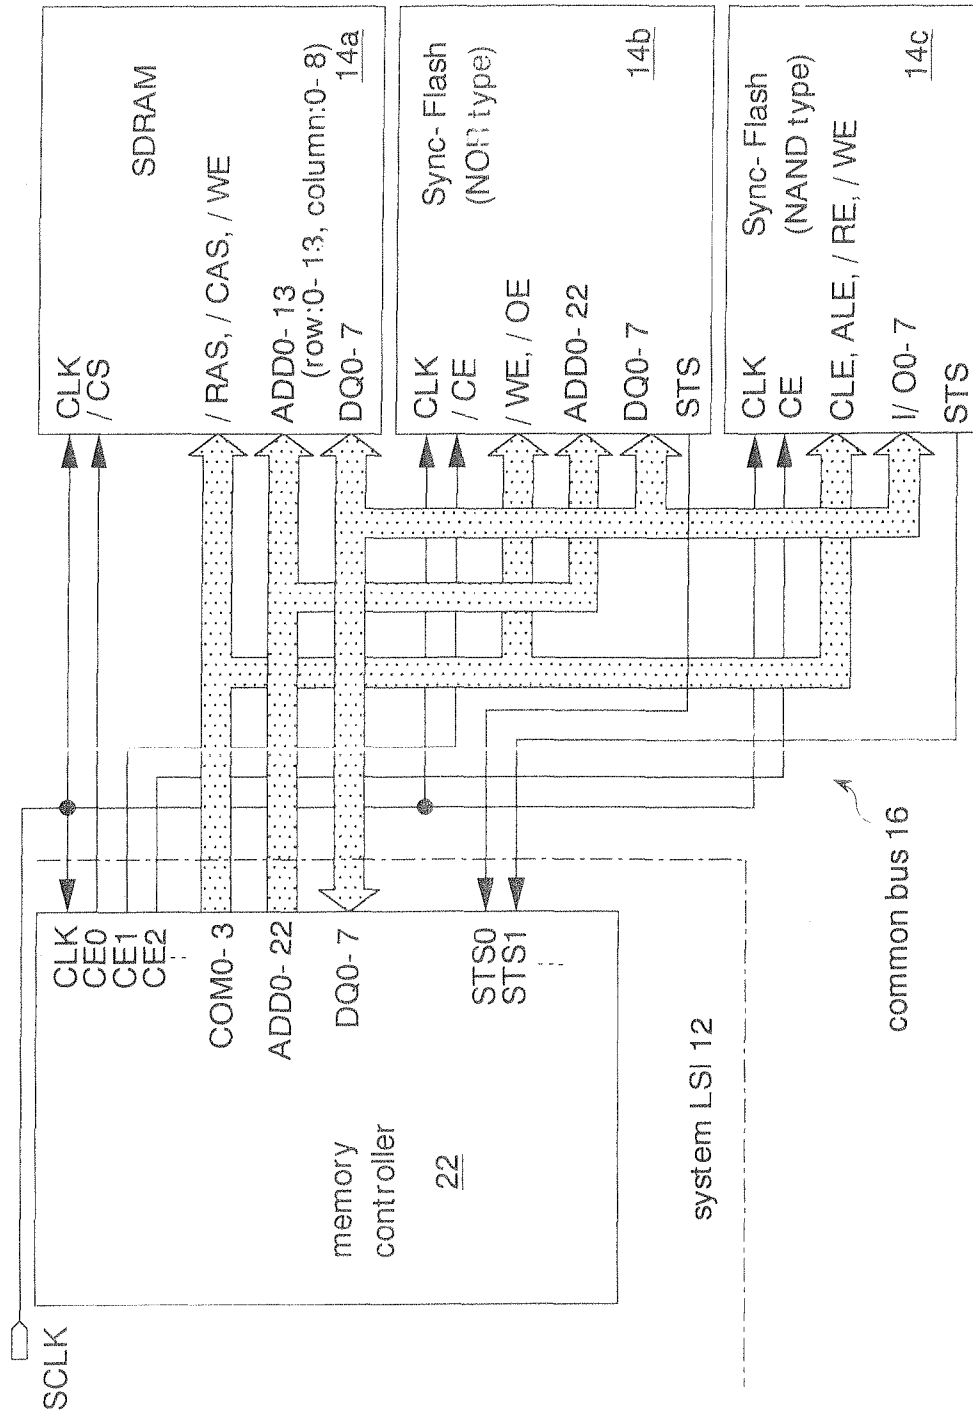 SCLK
memory
controller
22
CLK
CE0
CE1
CE2
COM0-3
ADD0-22
DQ0-7
STS0
STS1
system LSI 12
common bus 16
SDRAM
14a
CLK
/ CS
/ RAS, / CAS, / WE
ADD0-13
(row:0-13, column:0-8)
DQ0-7
Sync-Flash
(NOR type)
14b
CLK
/ CE
/ WE, / OE
ADD0-22
DQ0-7
STS
Sync-Flash
(NAND type)
14c
CLK
CE
CLE, ALE, / RE, / WE
I/ O0-7
STS